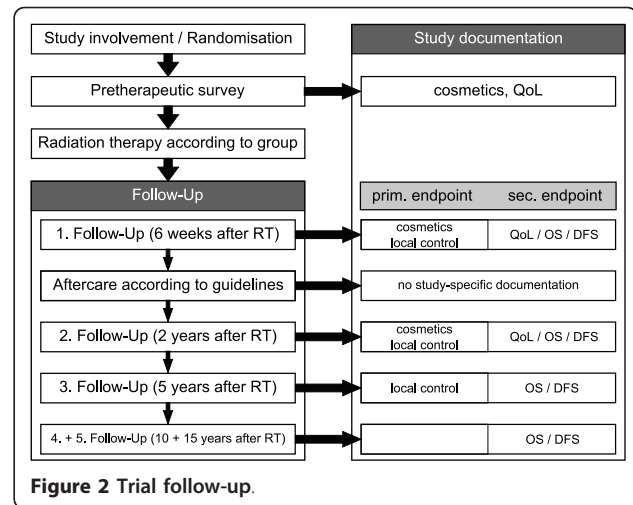 Study involvement / Randomisation
Study documentation
Pretherapeutic survey
cosmetics, QoL
Radiation therapy according to group
Follow-Up
prim. endpoint
sec. endpoint
1. Follow-Up (6 weeks after RT)
cosmetics
local control
QoL / OS / DFS
Aftercare according to guidelines
no study-specific documentation
2. Follow-Up (2 years after RT)
cosmetics
local control
QoL / OS / DFS
3. Follow-Up (5 years after RT)
local control
OS / DFS
4. + 5. Follow-Up (10 + 15 years after RT)
OS / DFS
Figure 2 Trial follow-up.